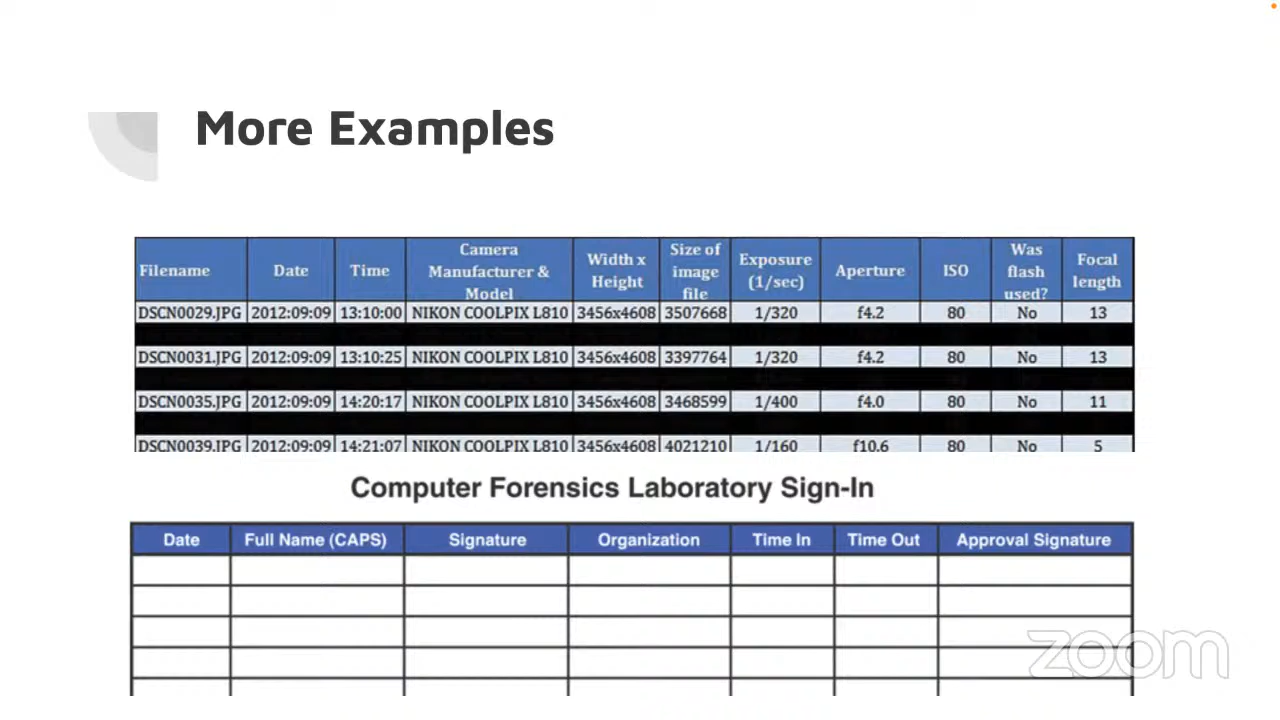 More Examples
Filename Date Time Camera Manufacturer & Model Width x Height Size of image file Exposure (1/sec) Aperture ISO Was flash used? Focal length
DSCN0029.JPG 2012:09:09 13:10:00 NIKON COOLPIX L810 3456x4608 3507668 1/320 f4.2 80 No 13
DSCN0031.JPG 2012:09:09 13:10:25 NIKON COOLPIX L810 3456x4608 3397764 1/320 f4.2 80 No 13
DSCN0035.JPG 2012:09:09 14:20:17 NIKON COOLPIX L810 3456x4608 3468599 1/400 f4.0 80 No 11
DSCN0039.JPG 2012:09:09 14:21:07 NIKON COOLPIX L810 3456x4608 4021210 1/160 f10.6 80 No 5
Computer Forensics Laboratory Sign-In
Date Full Name (CAPS) Signature Organization Time In Time Out Approval Signature
zoom